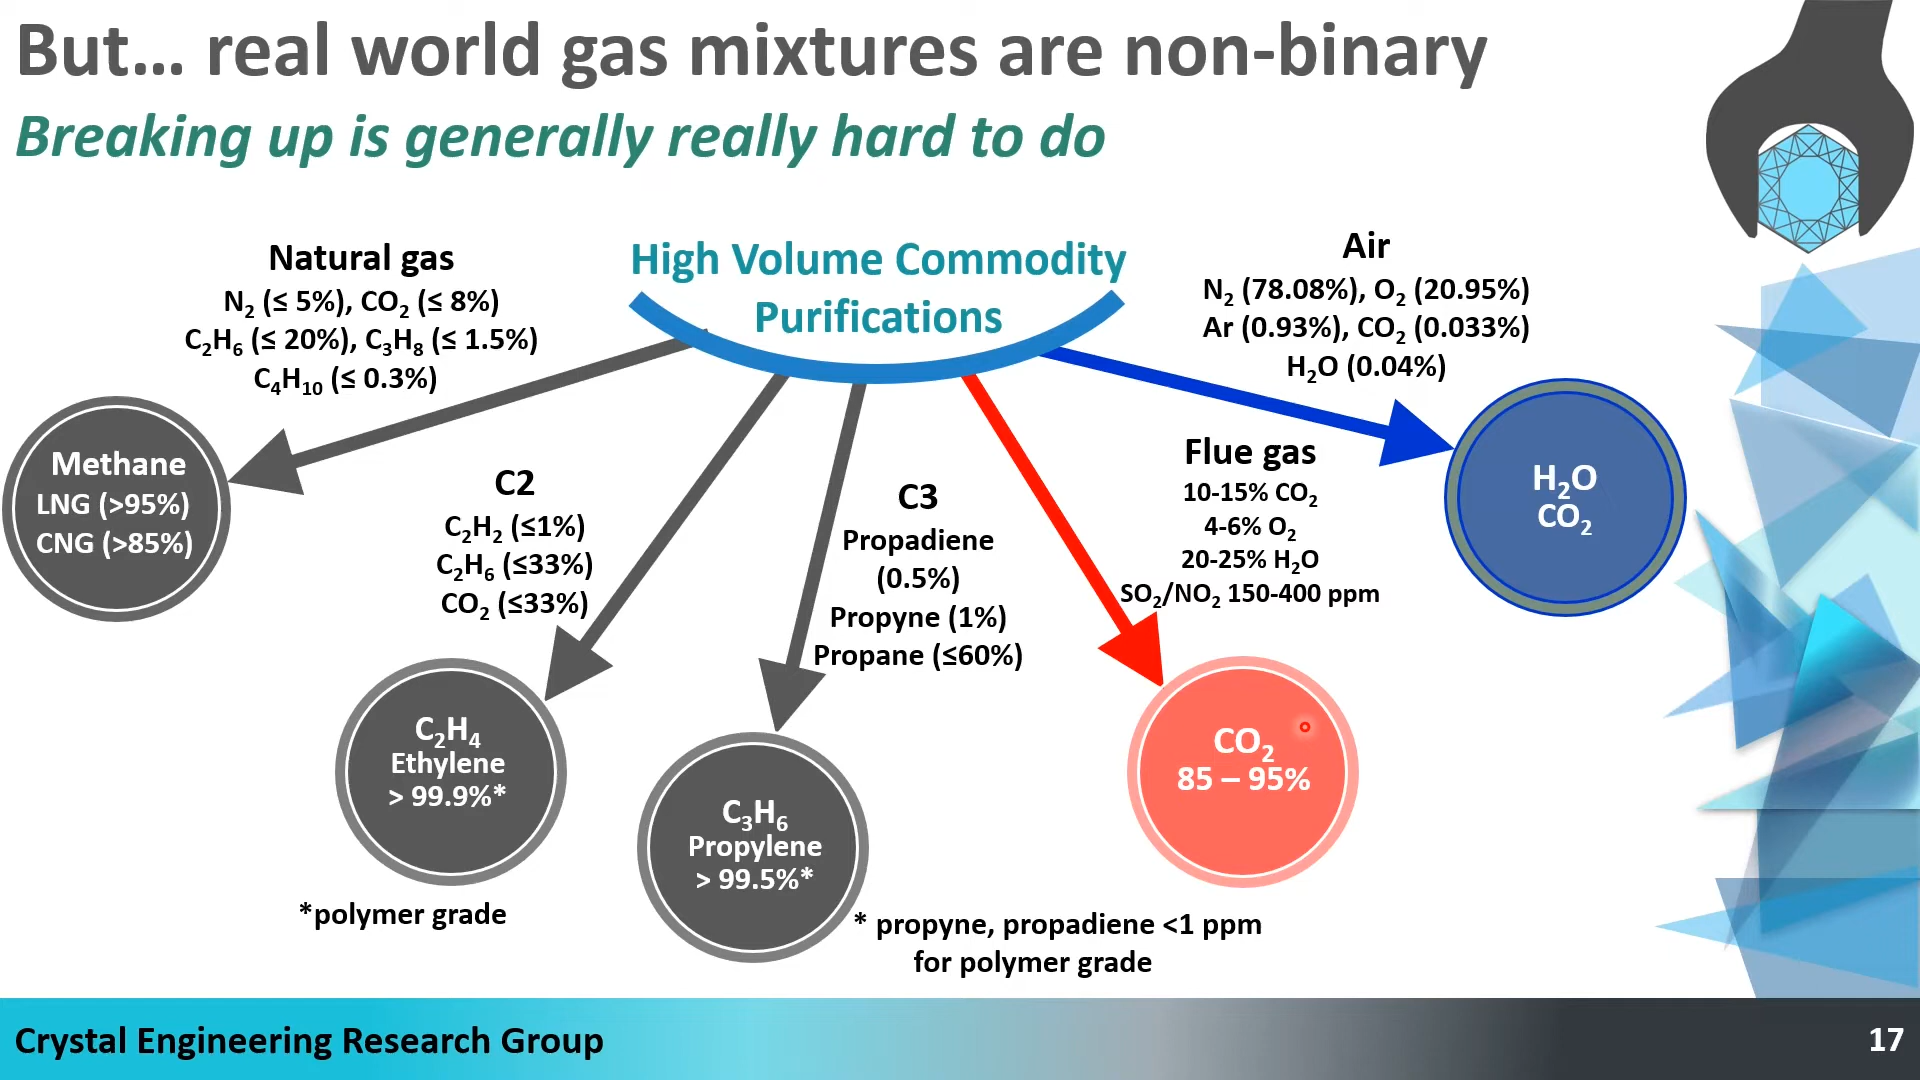 But... real world gas mixtures are non-binary
Breaking up is generally really hard to do
High Volume Commodity
Purifications
Natural gas
N₂ (≤ 5%), CO₂ (≤ 8%)
C₂H₆ (≤ 20%), C₃H₈ (≤ 1.5%)
C₄H₁₀ (≤ 0.3%)
Methane
LNG (>95%)
CNG (>85%)
C2
C₂H₂ (≤1%)
C₂H₆ (≤33%)
CO₂ (≤33%)
C₂H₄
Ethylene
> 99.9%*
*polymer grade
C3
Propadiene
(0.5%)
Propyne (1%)
Propane (≤60%)
C₃H₆
Propylene
> 99.5%*
* propyne, propadiene <1 ppm
for polymer grade
Flue gas
10-15% CO₂
4-6% O₂
20-25% H₂O
SO₂/NO₂ 150-400 ppm
CO₂
85 – 95%
Air
N₂ (78.08%), O₂ (20.95%)
Ar (0.93%), CO₂ (0.033%)
H₂O (0.04%)
H₂O
CO₂
Crystal Engineering Research Group
17